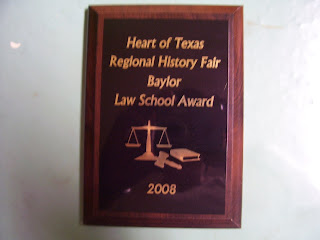 Heart of Texas
Regional History Fair
Baylor
Law School Award
2008